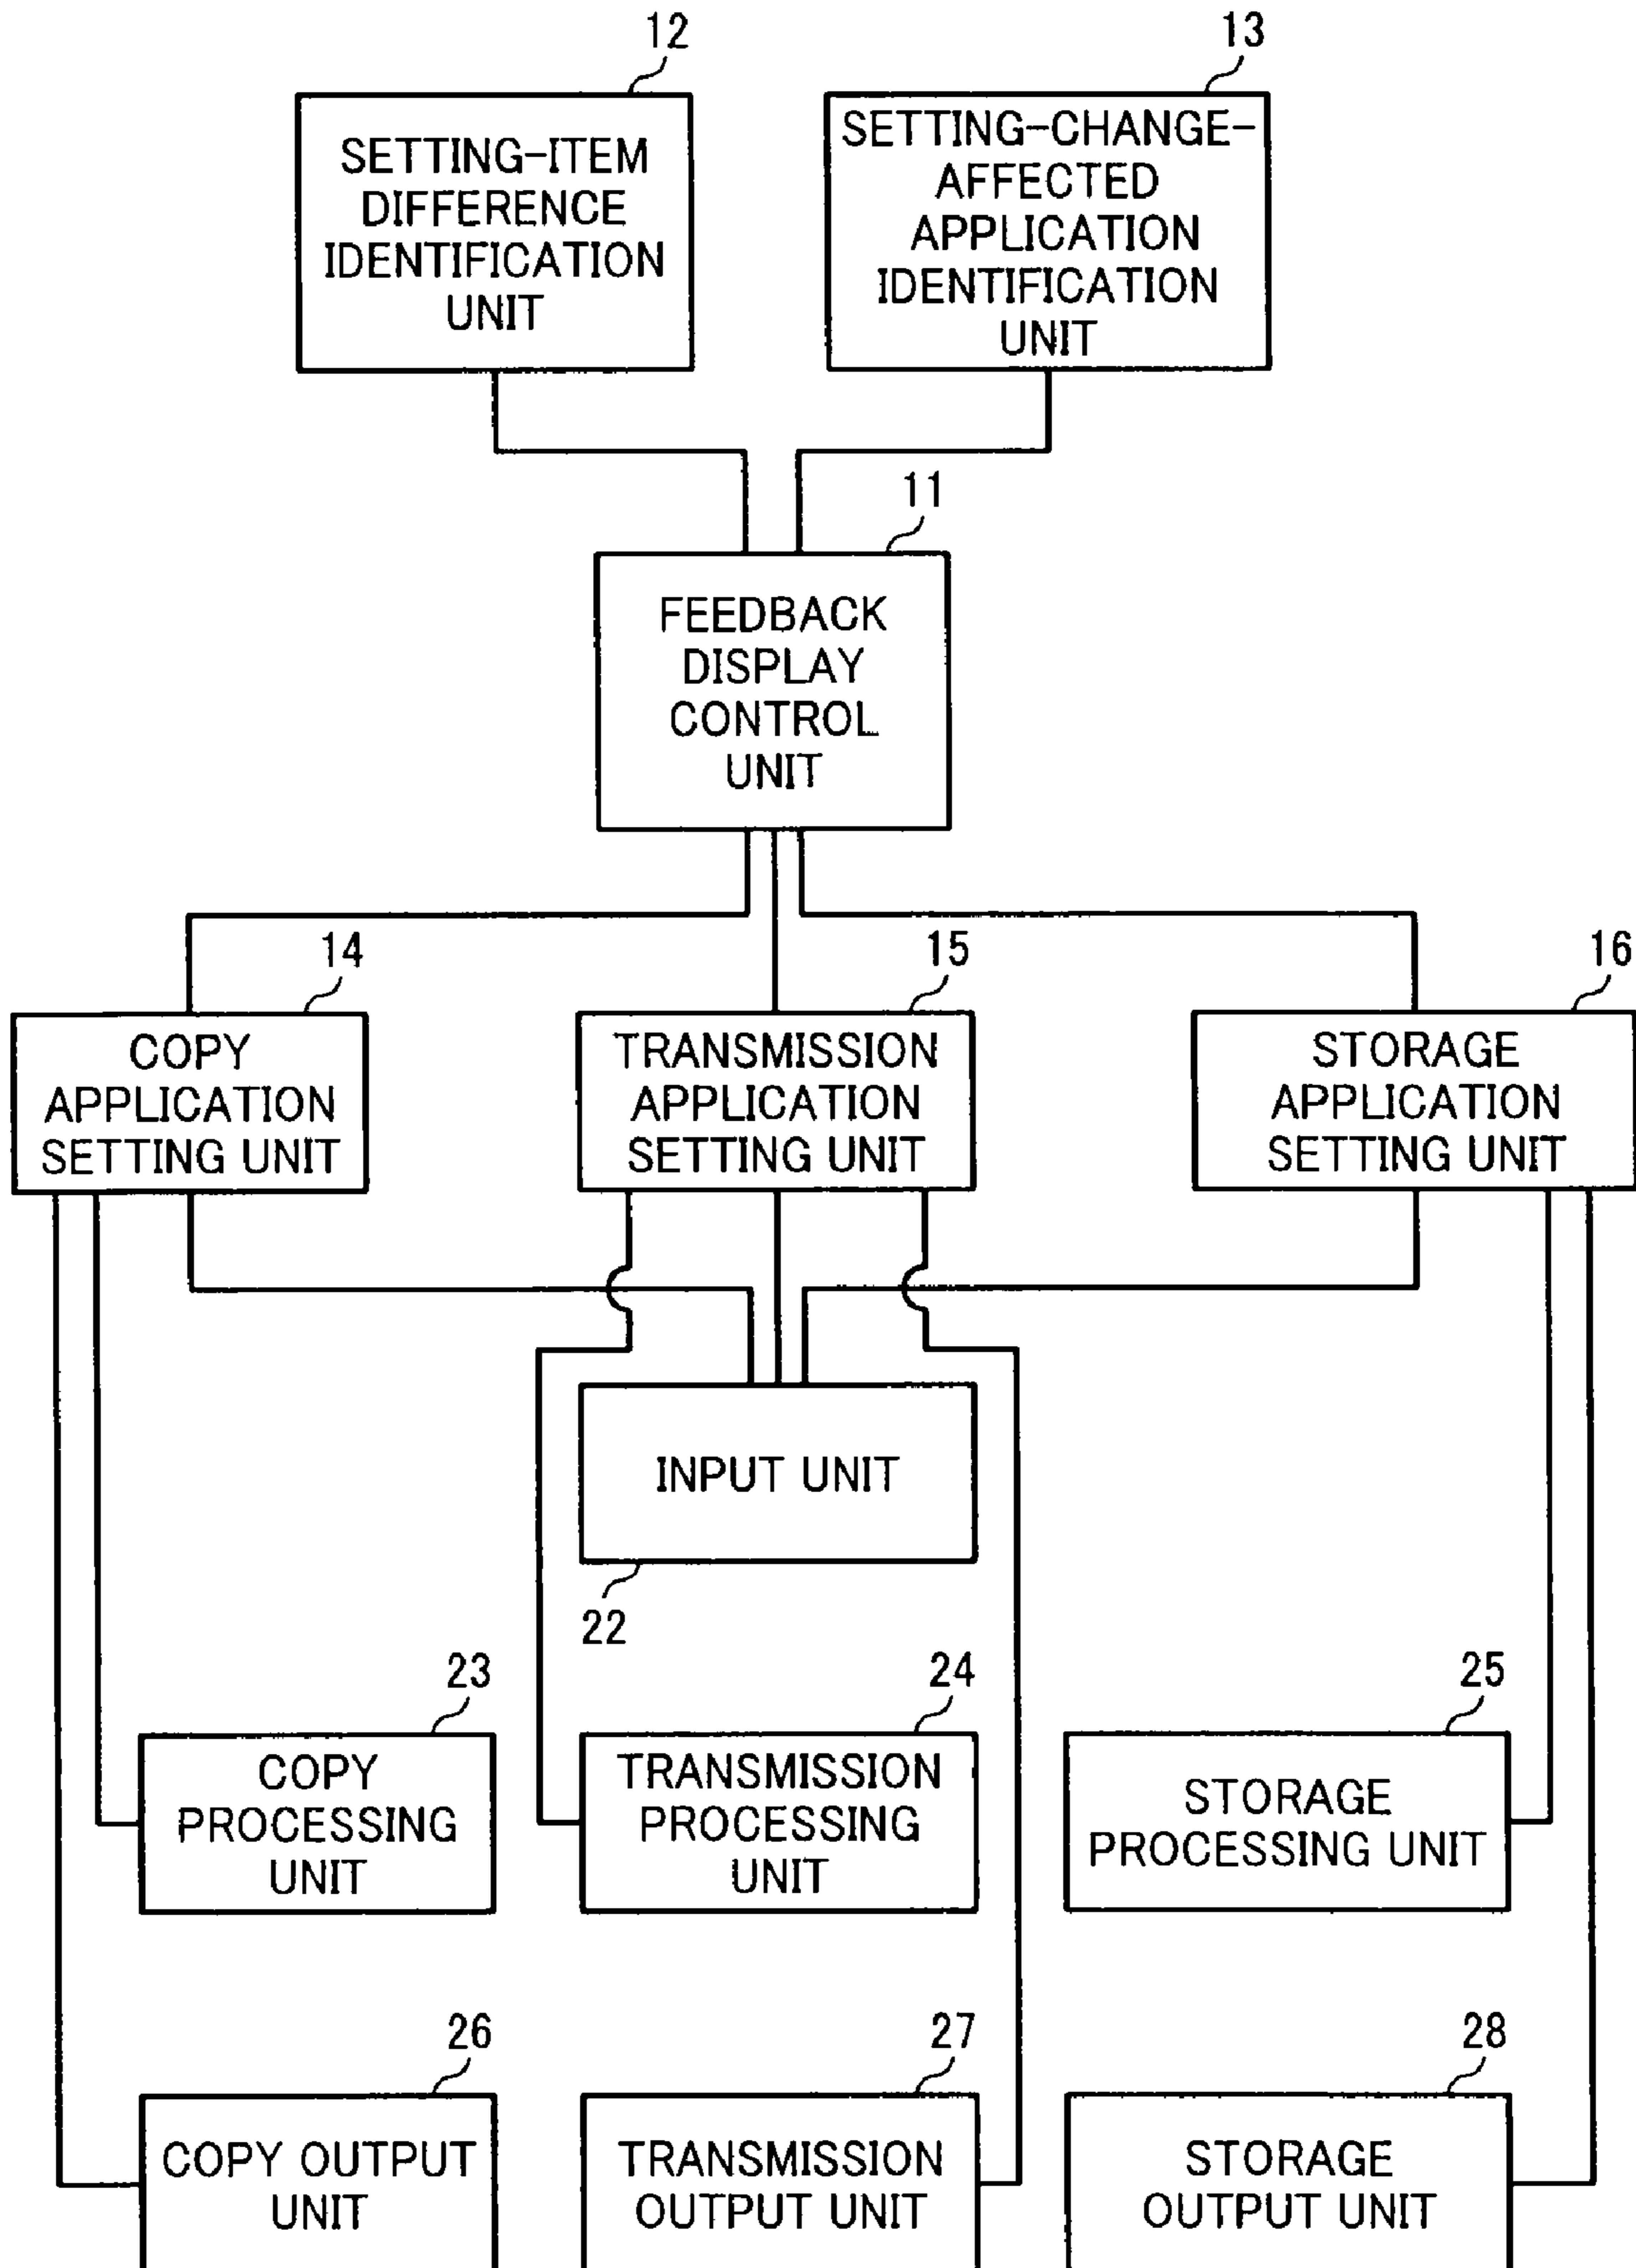 12
13
SETTING-ITEM
DIFFERENCE
IDENTIFICATION
UNIT
SETTING-CHANGE-
AFFECTED
APPLICATION
IDENTIFICATION
UNIT
11
FEEDBACK
DISPLAY
CONTROL
UNIT
14
15
16
COPY
APPLICATION
SETTING UNIT
TRANSMISSION
APPLICATION
SETTING UNIT
STORAGE
APPLICATION
SETTING UNIT
INPUT UNIT
22
23
24
25
COPY
PROCESSING
UNIT
TRANSMISSION
PROCESSING
UNIT
STORAGE
PROCESSING UNIT
26
27
28
COPY OUTPUT
UNIT
TRANSMISSION
OUTPUT UNIT
STORAGE
OUTPUT UNIT